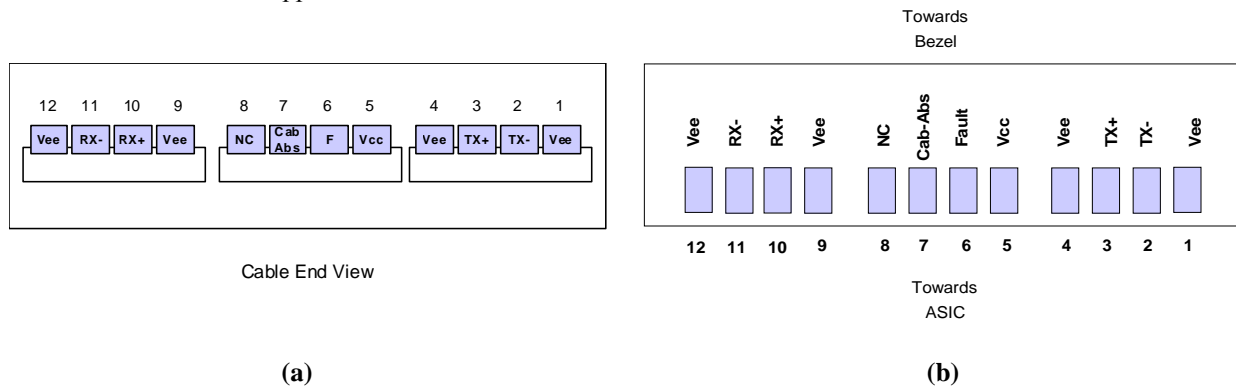 Towards
Bezel
12 11 10 9 8 7 6 5 4 3 2 1
Vee RX- RX+ Vee NC Cab Abs F Vcc Vee TX+ TX- Vee
Cable End View
(a)
Vee RX- RX+ Vee NC Cab-Abs Fault Vcc Vee TX+ TX- Vee
12 11 10 9 8 7 6 5 4 3 2 1
Towards
ASIC
(b)